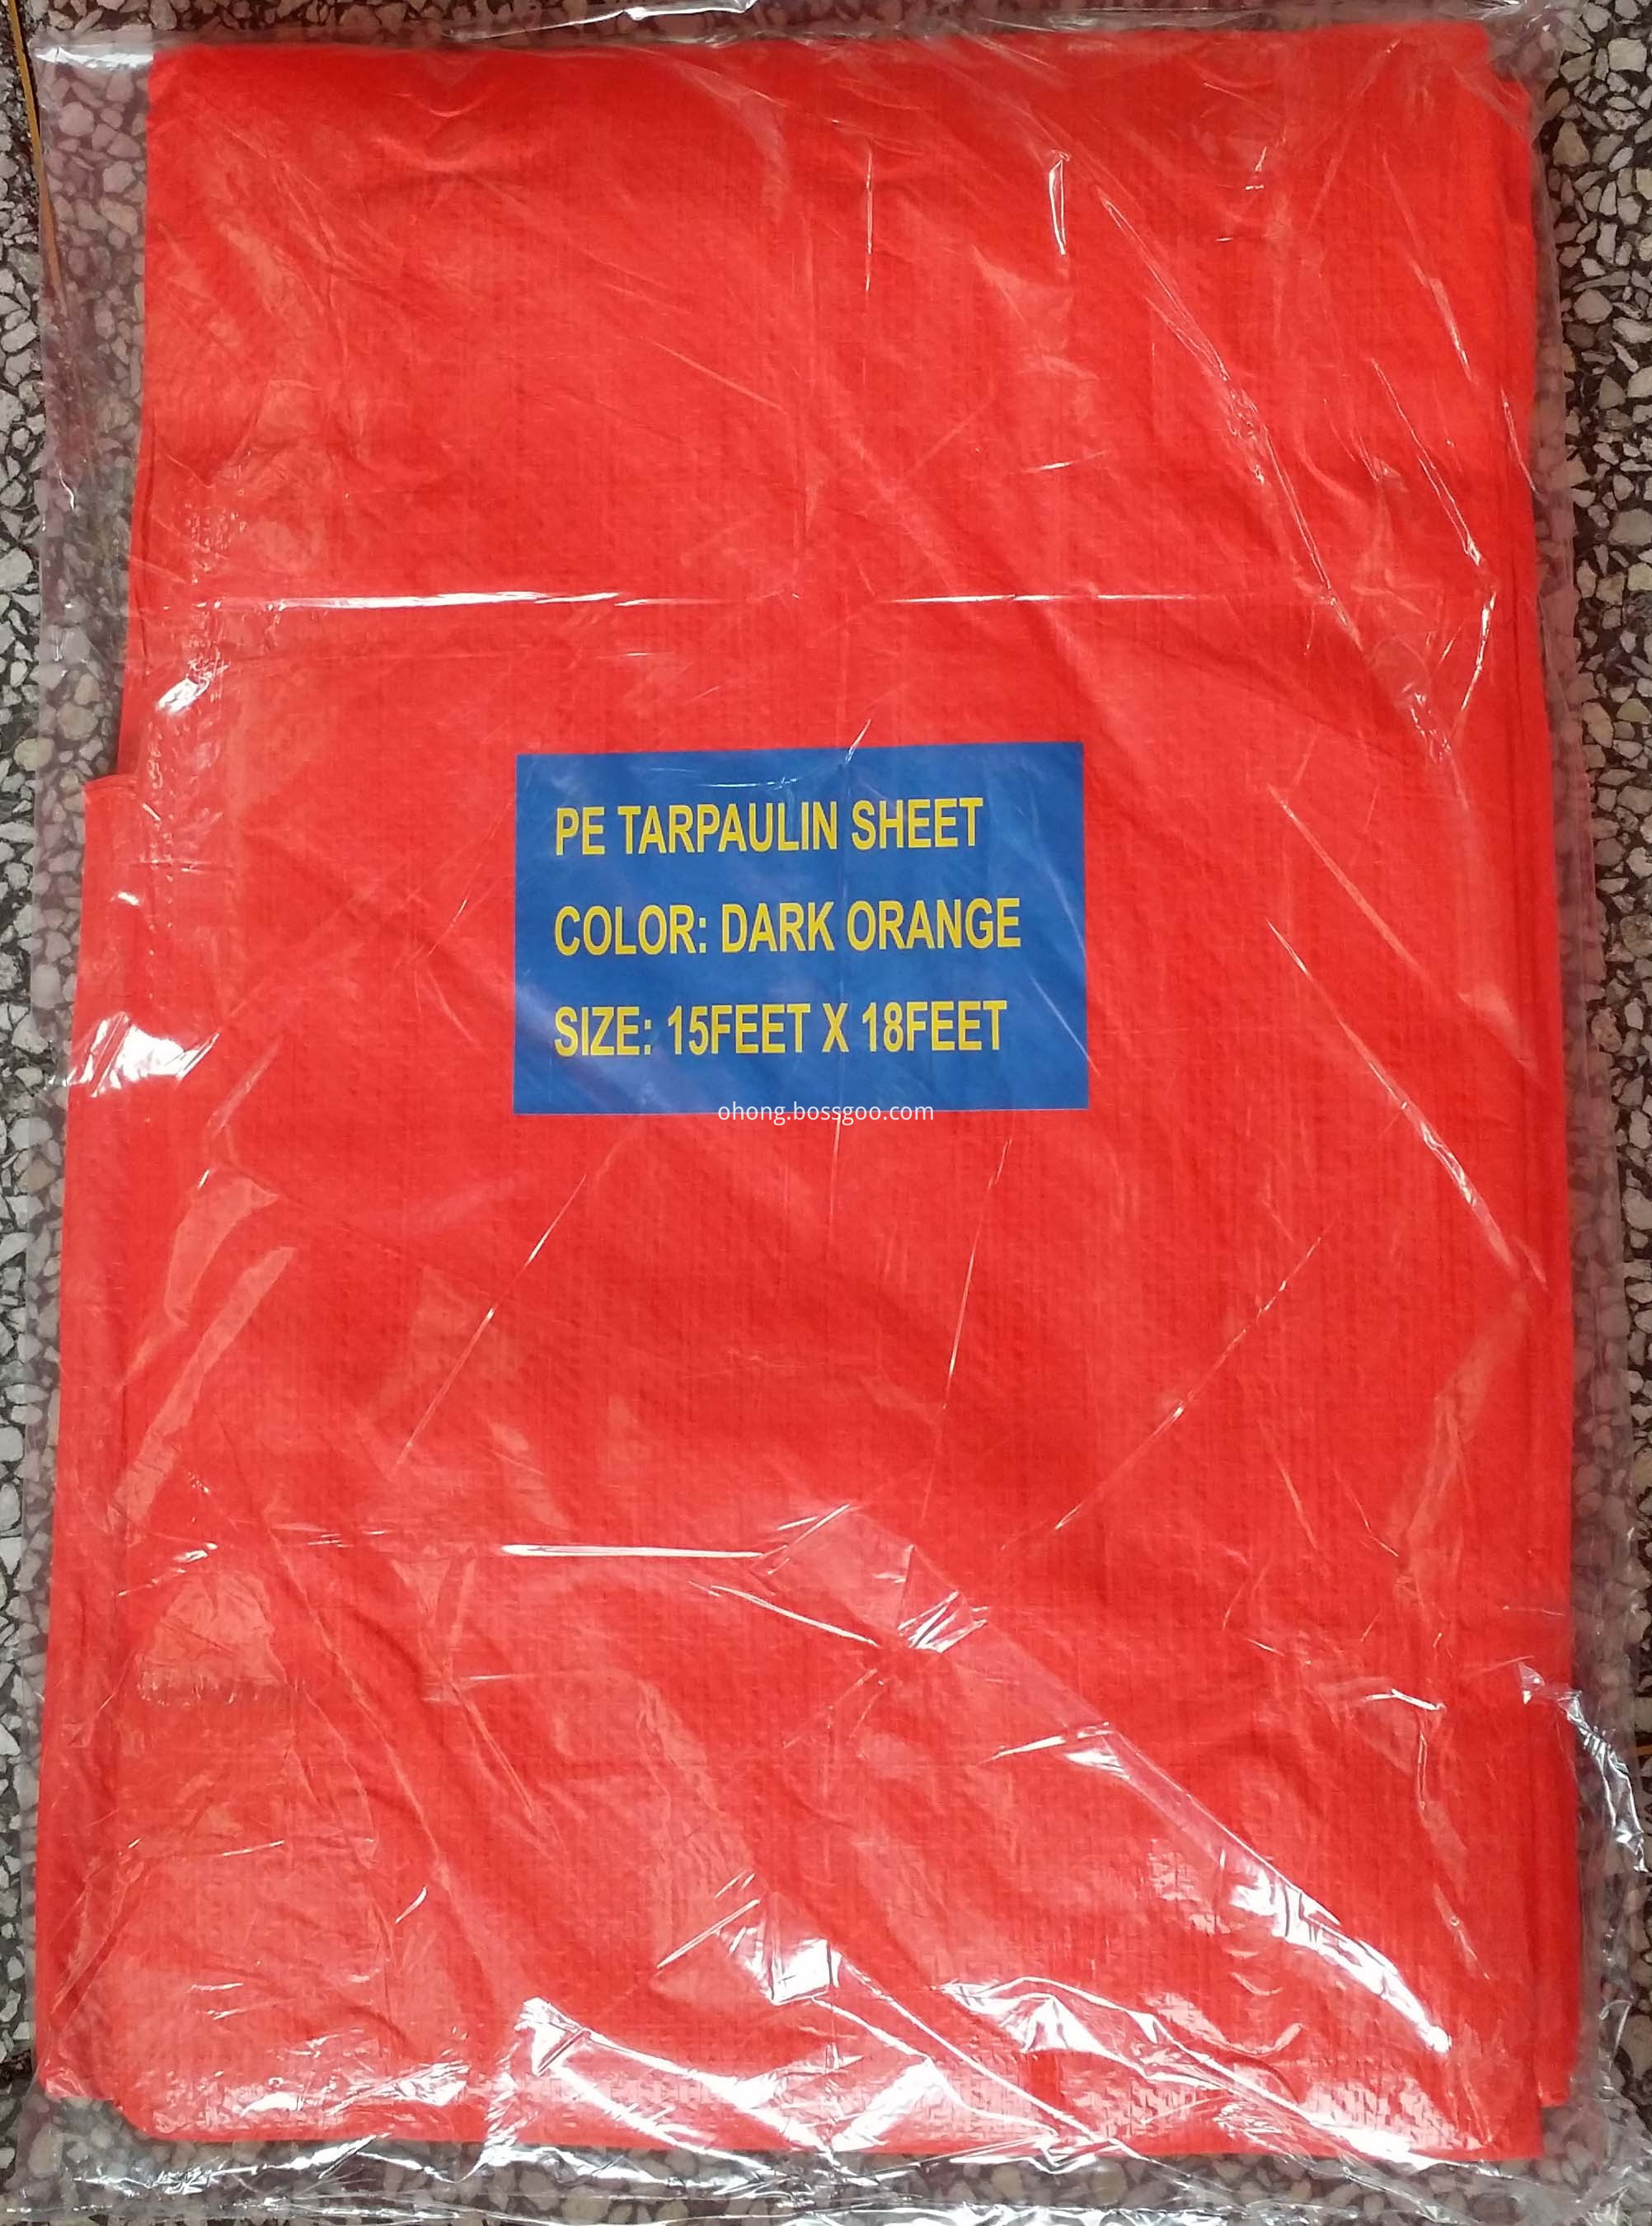 PE TARPAULIN SHEET
COLOR: DARK ORANGE
SIZE: 15FEET X 18FEET
ohong.bossgoo.com